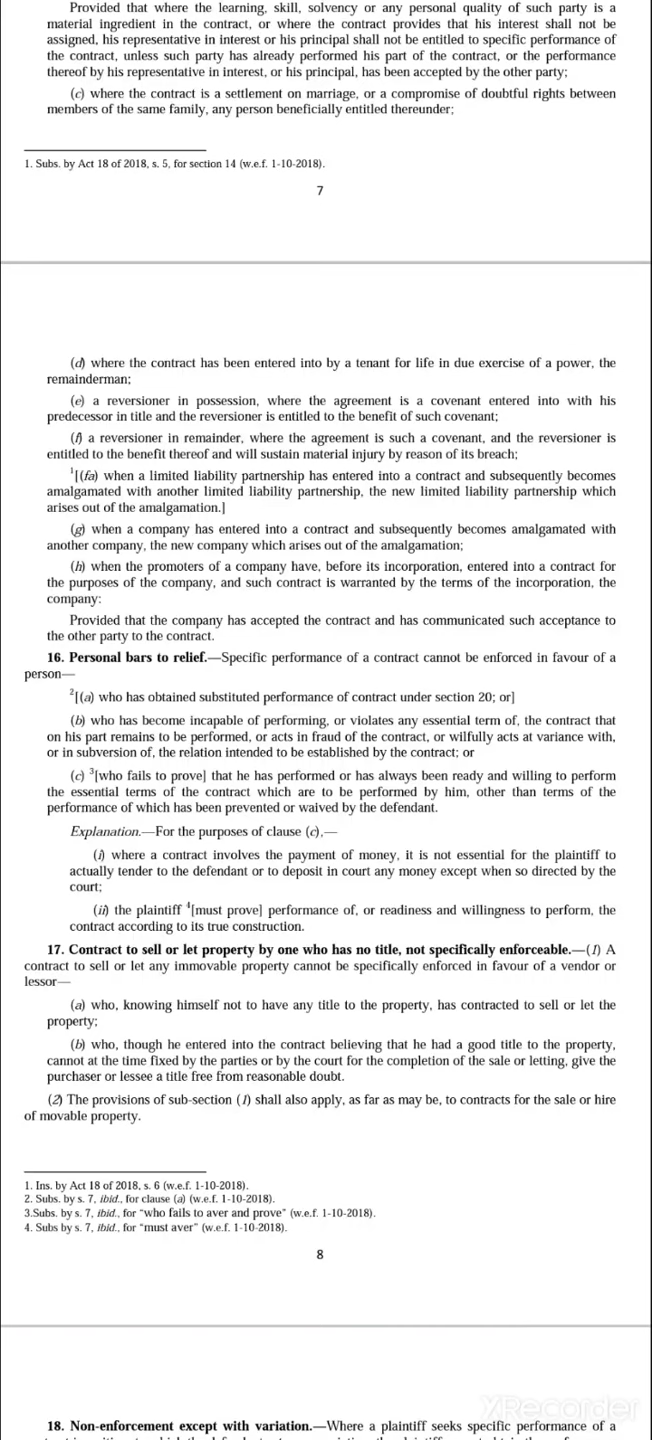 Provided that where the learning, skill, solvency or any personal quality of such party is a
material ingredient in the contract, or where the contract provides that his interest shall not be
assigned, his representative in interest or his principal shall not be entitled to specific performance of
the contract, unless such party has already performed his part of the contract, or the performance
thereof by his representative in interest, or his principal, has been accepted by the other party;
(c) where the contract is a settlement on marriage, or a compromise of doubtful rights between
members of the same family, any person beneficially entitled thereunder;
1. Subs. by Act 18 of 2018, s. 5, for section 14 (w.e.f. 1-10-2018).
7
(d) where the contract has been entered into by a tenant for life in due exercise of a power, the
remainderman;
(e) a reversioner in possession, where the agreement is a covenant entered into with his
predecessor in title and the reversioner is entitled to the benefit of such covenant;
(f) a reversioner in remainder, where the agreement is such a covenant, and the reversioner is
entitled to the benefit thereof and will sustain material injury by reason of its breach;
1[(fa) when a limited liability partnership has entered into a contract and subsequently becomes
amalgamated with another limited liability partnership, the new limited liability partnership which
arises out of the amalgamation.]
(g) when a company has entered into a contract and subsequently becomes amalgamated with
another company, the new company which arises out of the amalgamation;
(h) when the promoters of a company have, before its incorporation, entered into a contract for
the purposes of the company, and such contract is warranted by the terms of the incorporation, the
company:
Provided that the company has accepted the contract and has communicated such acceptance to
the other party to the contract.
16. Personal bars to relief.—Specific performance of a contract cannot be enforced in favour of a
person—
2[(a) who has obtained substituted performance of contract under section 20; or]
(b) who has become incapable of performing, or violates any essential term of, the contract that
on his part remains to be performed, or acts in fraud of the contract, or wilfully acts at variance with,
or in subversion of, the relation intended to be established by the contract; or
(c) 3[who fails to prove] that he has performed or has always been ready and willing to perform
the essential terms of the contract which are to be performed by him, other than terms of the
performance of which has been prevented or waived by the defendant.
Explanation.—For the purposes of clause (c),—
(i) where a contract involves the payment of money, it is not essential for the plaintiff to
actually tender to the defendant or to deposit in court any money except when so directed by the
court;
(ii) the plaintiff 4[must prove] performance of, or readiness and willingness to perform, the
contract according to its true construction.
17. Contract to sell or let property by one who has no title, not specifically enforceable.—(1) A
contract to sell or let any immovable property cannot be specifically enforced in favour of a vendor or
lessor—
(a) who, knowing himself not to have any title to the property, has contracted to sell or let the
property;
(b) who, though he entered into the contract believing that he had a good title to the property,
cannot at the time fixed by the parties or by the court for the completion of the sale or letting, give the
purchaser or lessee a title free from reasonable doubt.
(2) The provisions of sub-section (1) shall also apply, as far as may be, to contracts for the sale or hire
of movable property.
1. Ins. by Act 18 of 2018, s. 6 (w.e.f. 1-10-2018).
2. Subs. by s. 7, ibid., for clause (a) (w.e.f. 1-10-2018).
3.Subs. by s. 7, ibid., for "who fails to aver and prove" (w.e.f. 1-10-2018).
4. Subs by s. 7, ibid., for "must aver" (w.e.f. 1-10-2018).
8
XRecorder
18. Non-enforcement except with variation.—Where a plaintiff seeks specific performance of a